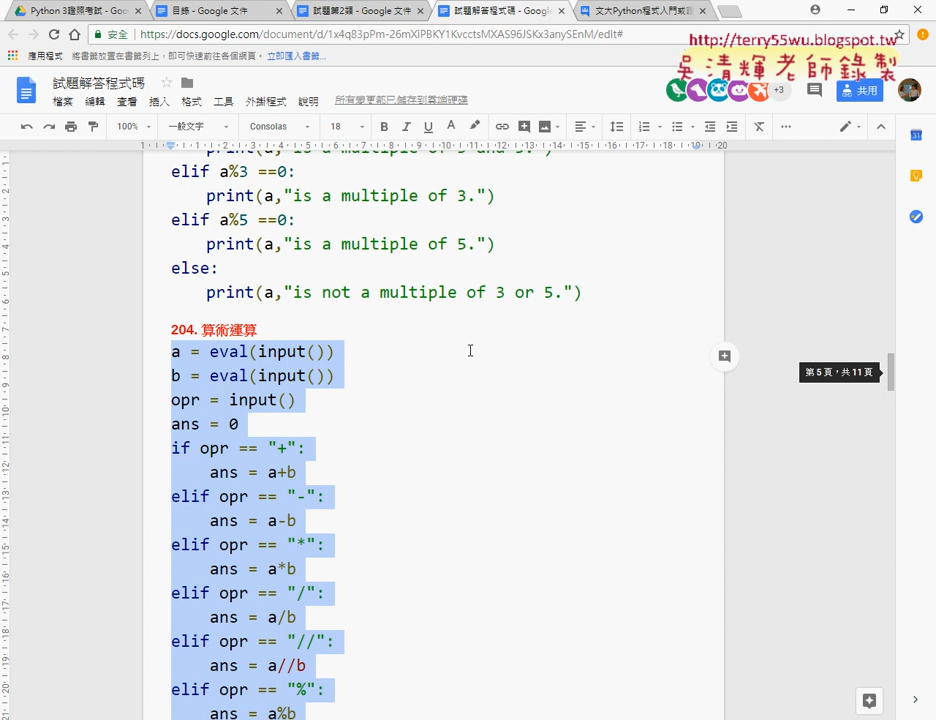 Python 3證照考試 - Goo
目錄 - Google 文件
試題第2類 - Google 文件
試題解答程式碼 - Google
文大Python程式入門或證
安全
https://docs.google.com/document/d/1x4q83pPm-26mXiPBKY1KvcctsMXAS96JSKx3anySEnM/edit#
應用程式
將書籤放置在書籤列上，即可快速前往各個網頁。
立即匯入書籤...
http://terry55wu.blogspot.tw
吳清輝老師錄製
試題解答程式碼
檔案 編輯 查看 插入 格式 工具 外掛程式 說明
所有變更都已儲存到雲端硬碟
+3
共用
100%
一般文字
Consolas
18
B I U A
elif a%3 ==0:
print(a,"is a multiple of 3.")
elif a%5 ==0:
print(a,"is a multiple of 5.")
else:
print(a,"is not a multiple of 3 or 5.")
204. 算術運算
a = eval(input())
b = eval(input())
opr = input()
ans = 0
if opr == "+":
ans = a+b
elif opr == "-":
ans = a-b
elif opr == "*":
ans = a*b
elif opr == "/":
ans = a/b
elif opr == "//":
ans = a//b
elif opr == "%":
ans = a%b
第 5 頁，共 11 頁